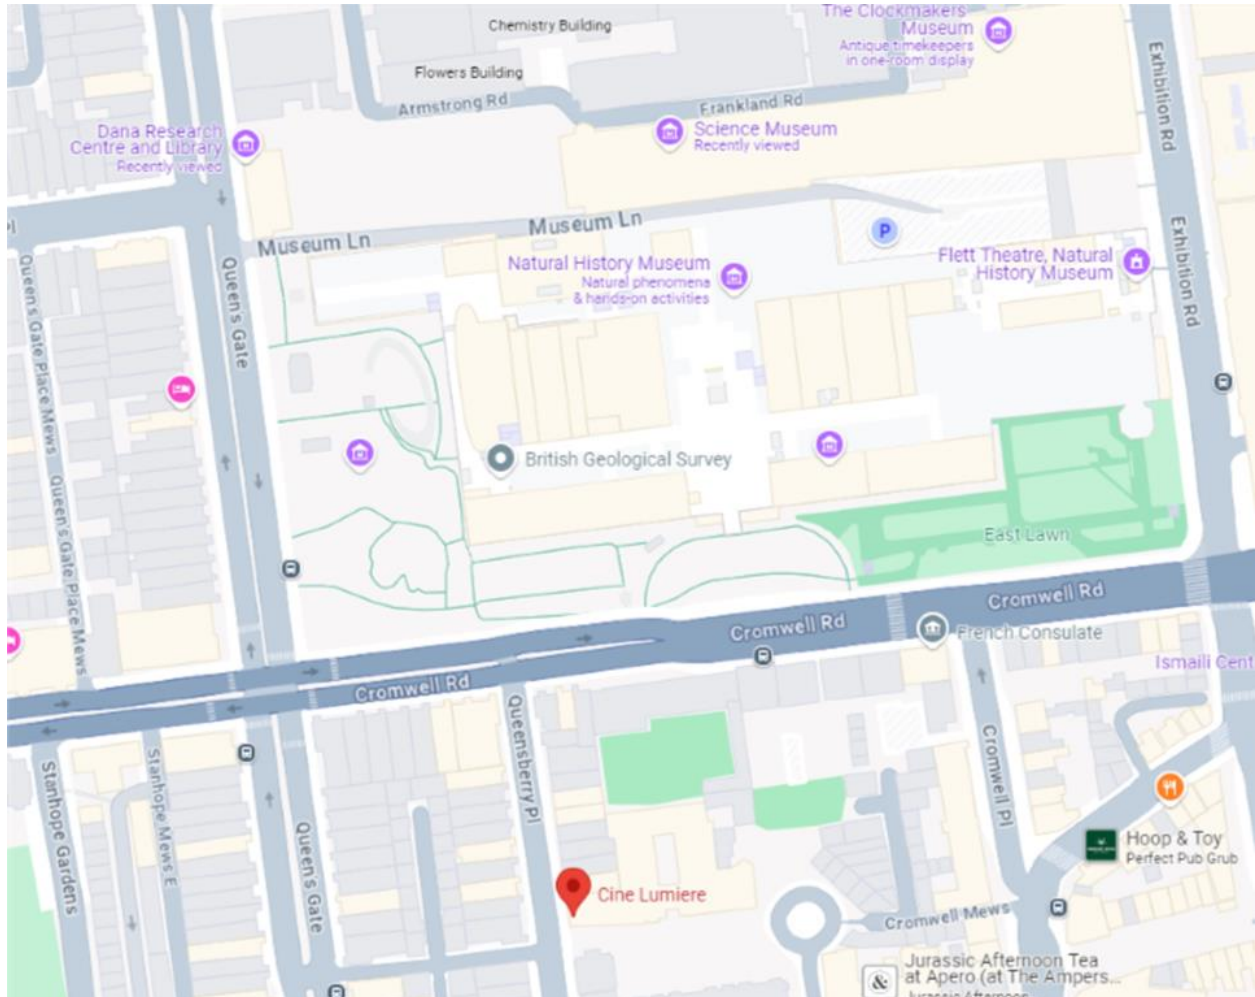 The Clockmakers'
Museum
Antique timekeepers
in one-room display
Chemistry Building
Flowers Building
Armstrong Rd
Frankland Rd
Exhibition Rd
Dana Research
Centre and Library
Recently viewed
Science Museum
Recently viewed
Museum Ln
Museum Ln
P
Pl
Natural History Museum
Natural phenomena
& hands-on activities
Flett Theatre, Natural
History Museum
Exhibition Rd
Queen's Gate Place Mews
Queen's Gate
British Geological Survey
Queen's Gate Place Mews
East Lawn
Cromwell Rd
Cromwell Rd
French Consulate
Ismaili Cent
Cromwell Rd
Queensberry Pl
Cromwell Pl
Stanhope Gardens
Stanhope Mews E
Queen's Gate
Hoop & Toy
Perfect Pub Grub
Cine Lumiere
Cromwell Mews
&
Jurassic Afternoon Tea
at Apero (at The Ampers...
Jurassic Afternoon